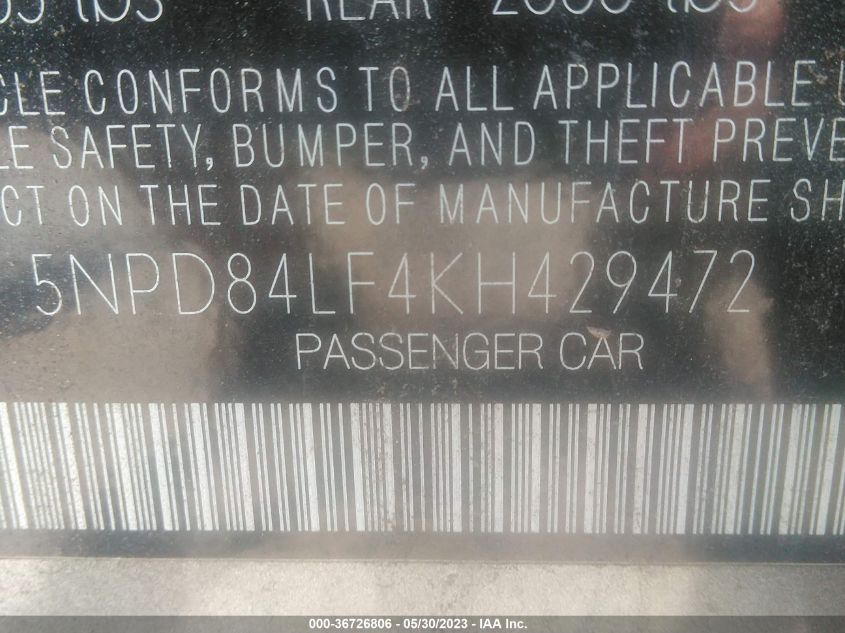 REAR
CLE CONFORMS TO ALL APPLICABLE
LE SAFETY, BUMPER, AND THEFT PREVE
CT ON THE DATE OF MANUFACTURE SH
5NPD84LF4KH429472
PASSENGER CAR
000-36726806 - 05/30/2023 - IAA Inc.